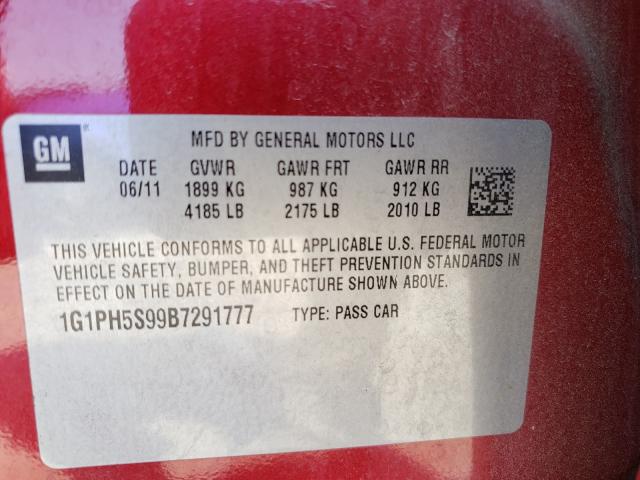 GM
MFD BY GENERAL MOTORS LLC
DATE GVWR GAWR FRT GAWR RR
06/11 1899 KG 987 KG 912 KG
4185 LB 2175 LB 2010 LB
THIS VEHICLE CONFORMS TO ALL APPLICABLE U.S. FEDERAL MOTOR
VEHICLE SAFETY, BUMPER, AND THEFT PREVENTION STANDARDS IN
EFFECT ON THE DATE OF MANUFACTURE SHOWN ABOVE.
1G1PH5S99B7291777 TYPE: PASS CAR